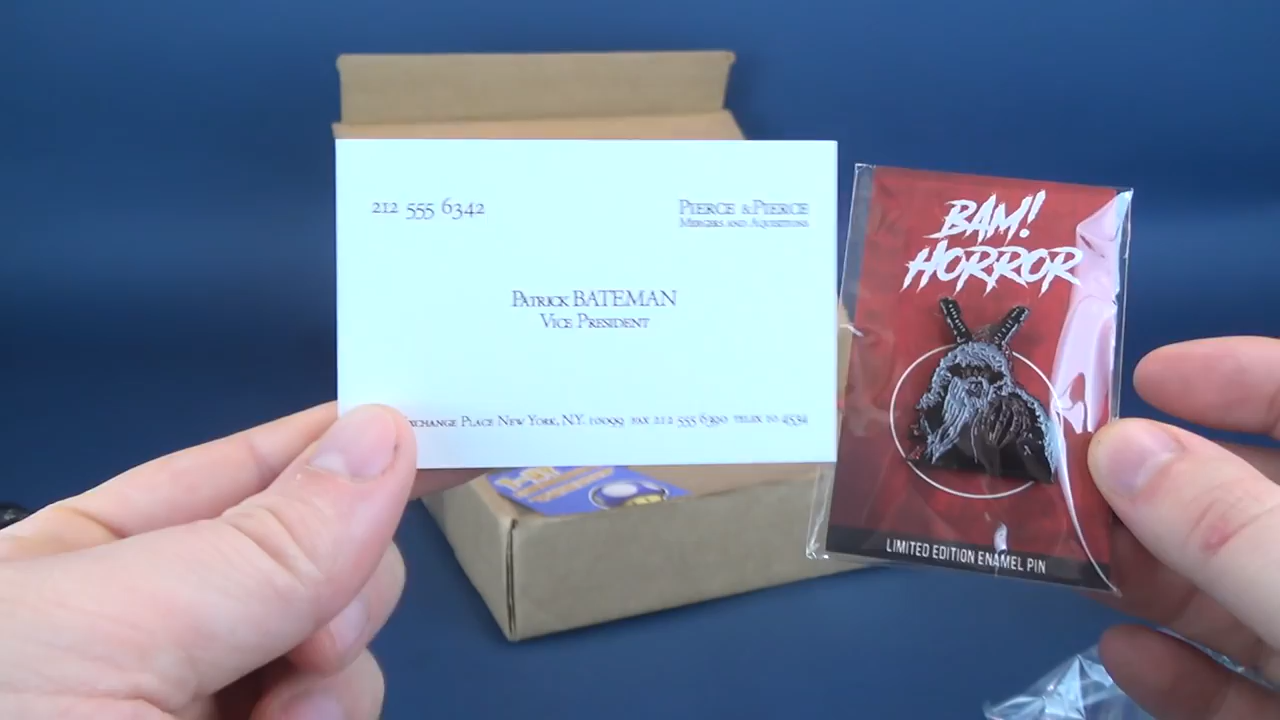 212 555 6342
PIERCE & PIERCE
MERGERS AND AQUISITIONS
PATRICK BATEMAN
VICE PRESIDENT
EXCHANGE PLACE NEW YORK, N.Y. 10099 FAX 212 555 6390 TELEX 10 4534
BAM!
HORROR
LIMITED EDITION ENAMEL PIN